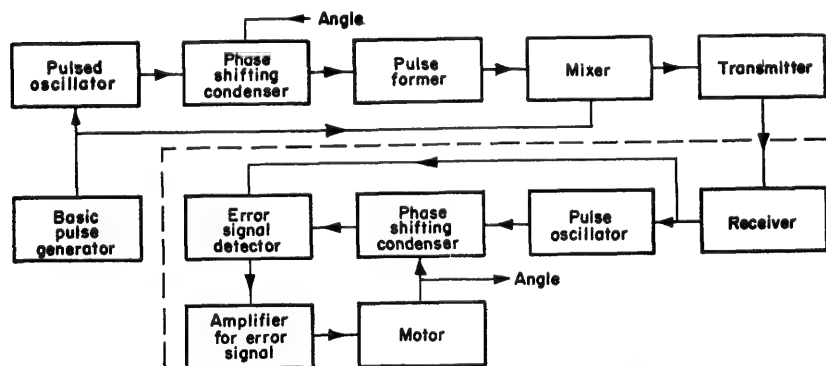 Angle
Pulsed
oscillator
Phase
shifting
condenser
Pulse
former
Mixer
Transmitter
Basic
pulse
generator
Error
signal
detector
Phase
shifting
condenser
Pulse
oscillator
Receiver
Angle
Amplifier
for error
signal
Motor